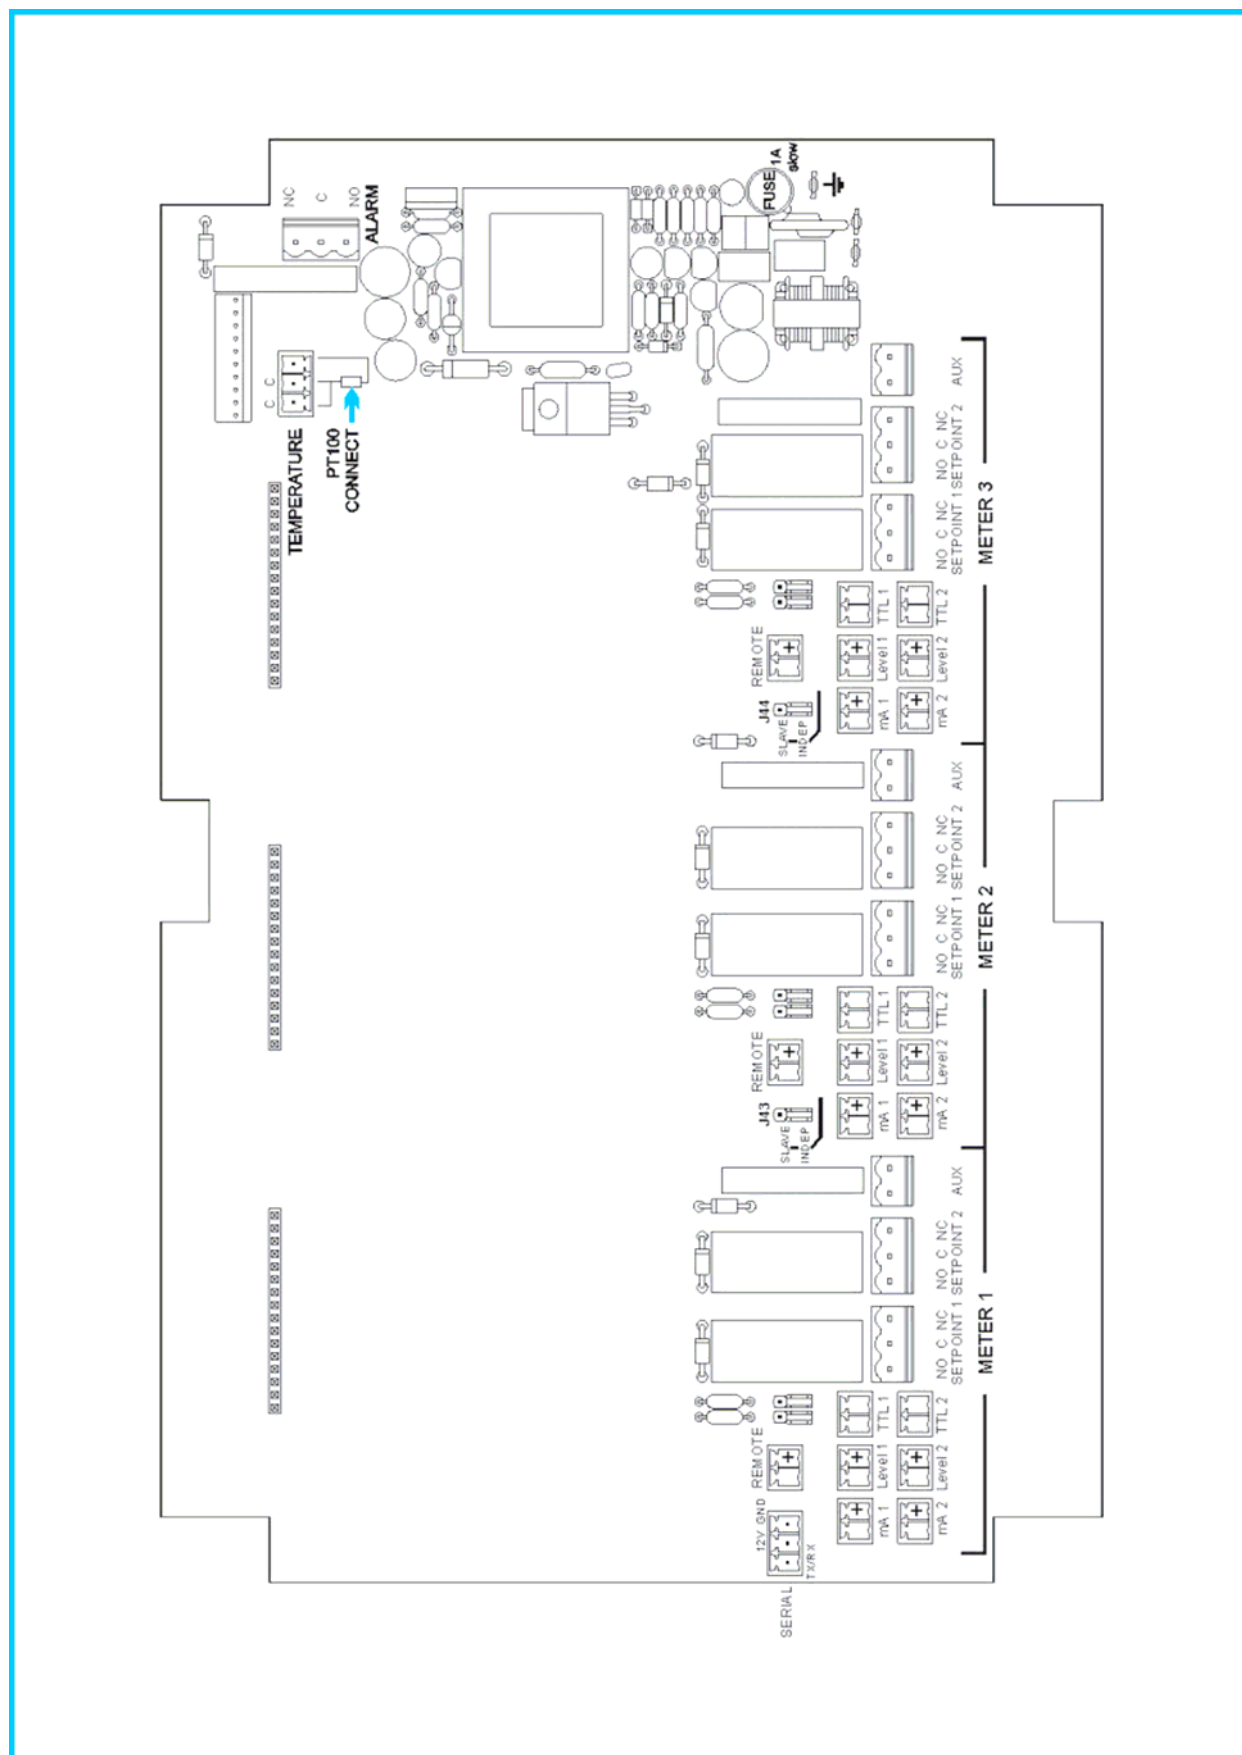 NC
C
NO
ALARM
FUSE
1A
slow
C C
TEMPERATURE
PT100
CONNECT
SERIAL
12V GND
TX/RX
REMOTE
mA 1
Level 1
TTL 1
mA 2
Level 2
TTL 2
NO C NC
SETPOINT 1
NO C NC
SETPOINT 2
AUX
METER 1
J43
SLAVE
INDEP
REMOTE
mA 1
Level 1
TTL 1
mA 2
Level 2
TTL 2
NO C NC
SETPOINT 1
NO C NC
SETPOINT 2
AUX
METER 2
J44
SLAVE
INDEP
REMOTE
mA 1
Level 1
TTL 1
mA 2
Level 2
TTL 2
NO C NC
SETPOINT 1
NO C NC
SETPOINT 2
AUX
METER 3